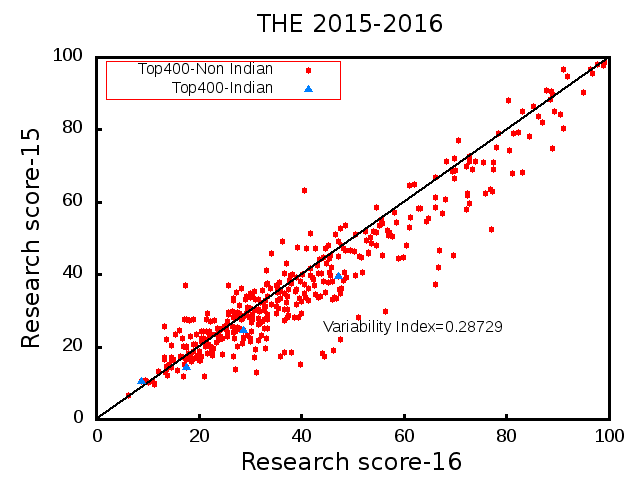 THE 2015-2016
Top400-Non Indian
Top400-Indian
Research score-15
100
80
60
40
20
0
Variability Index=0.28729
0 20 40 60 80 100
Research score-16